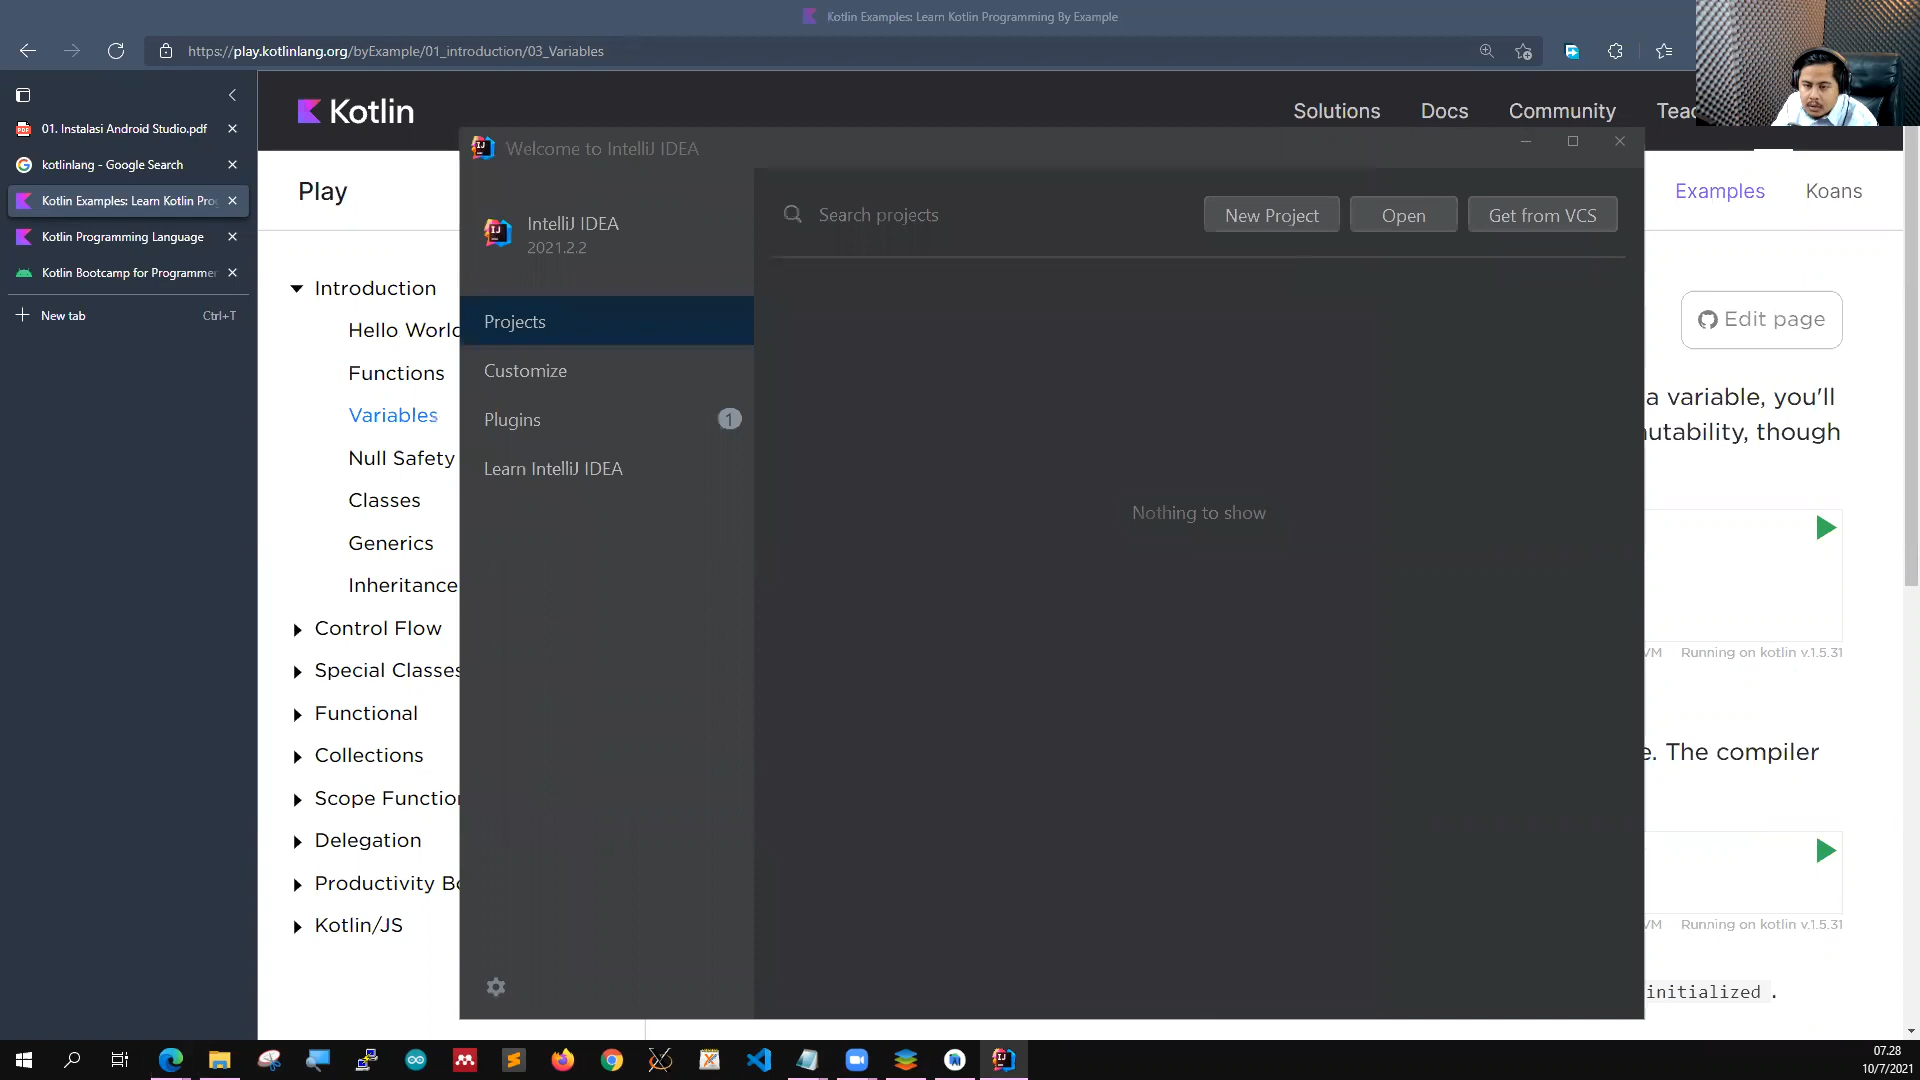 Kotlin Examples: Learn Kotlin Programming By Example
https://play.kotlinlang.org/byExample/01_introduction/03_Variables
01. Instalasi Android Studio.pdf
kotlinlang - Google Search
Kotlin Examples: Learn Kotlin Pro
Kotlin Programming Language
Kotlin Bootcamp for Programmer
New tab Ctrl+T
Kotlin
Solutions Docs Community Teac
Play
Examples Koans
Introduction
Hello World
Functions
Variables
Null Safety
Classes
Generics
Inheritance
Control Flow
Special Classes
Functional
Collections
Scope Function
Delegation
Productivity Bo
Kotlin/JS
Welcome to IntelliJ IDEA
IntelliJ IDEA
2021.2.2
Projects
Customize
Plugins 1
Learn IntelliJ IDEA
Search projects
New Project Open Get from VCS
Nothing to show
Edit page
a variable, you'll
utability, though
VM Running on kotlin v.1.5.31
e. The compiler
VM Running on kotlin v.1.5.31
initialized .
07.28
10/7/2021